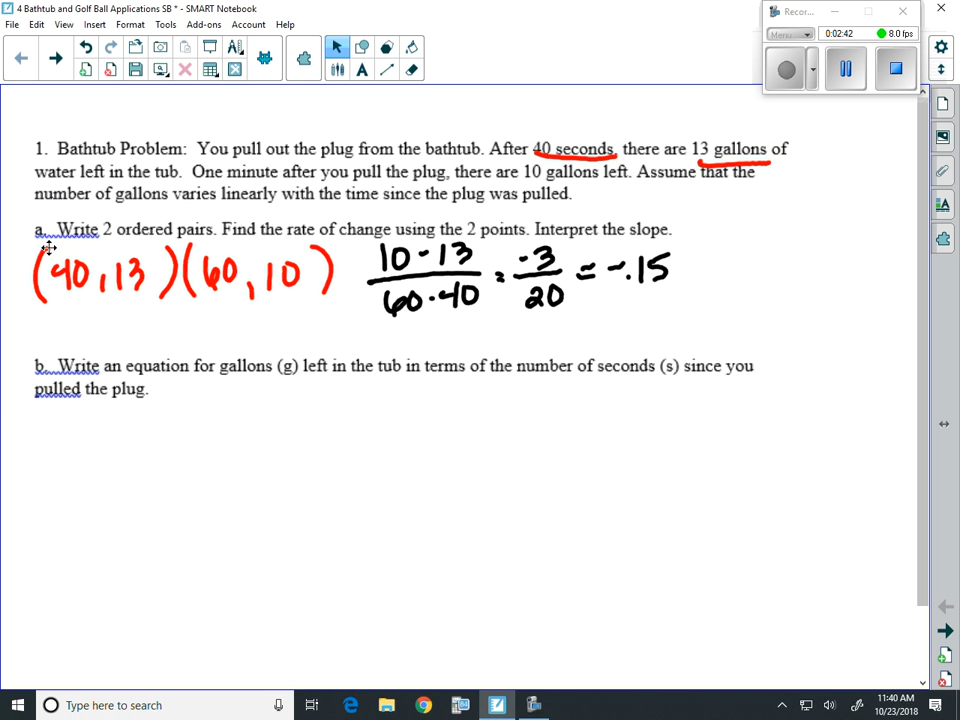 4 Bathtub and Golf Ball Applications SB * - SMART Notebook
File Edit View Insert Format Tools Add-ons Account Help
Recor...
Menu 0:02:42 8.0 fps
1. Bathtub Problem: You pull out the plug from the bathtub. After 40 seconds, there are 13 gallons of
water left in the tub. One minute after you pull the plug, there are 10 gallons left. Assume that the
number of gallons varies linearly with the time since the plug was pulled.
a. Write 2 ordered pairs. Find the rate of change using the 2 points. Interpret the slope.
(40, 13) (60, 10) 10 - 13 / 60 - 40 = -3 / 20 = -.15
b. Write an equation for gallons (g) left in the tub in terms of the number of seconds (s) since you
pulled the plug.
Type here to search
11:40 AM
10/23/2018